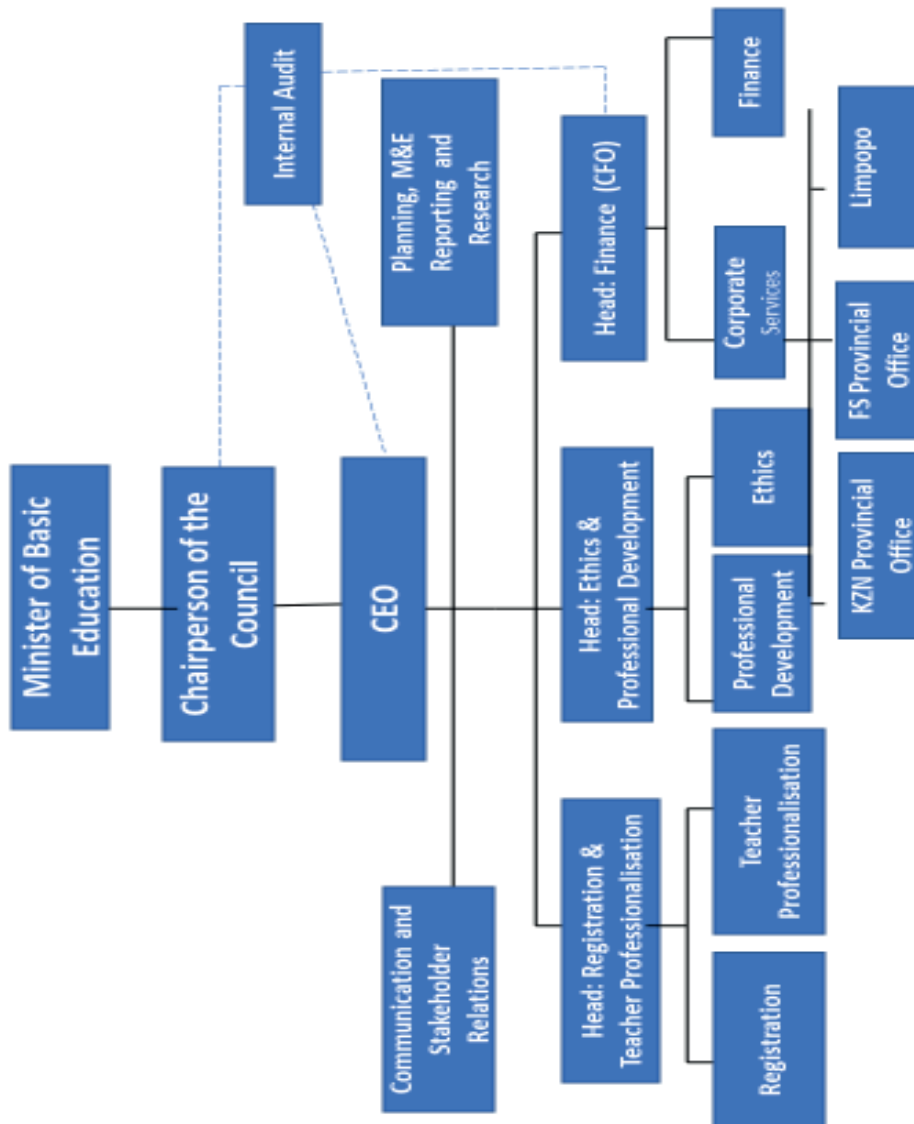 Minister of Basic
Education
Chairperson of the
Council
Internal Audit
CEO
Communication and
Stakeholder
Relations
Planning, M&E
Reporting and
Research
Head: Registration &
Teacher Professionalisation
Head: Ethics &
Professional Development
Head: Finance (CFO)
Registration
Teacher
Professionalisation
Professional
Development
Ethics
Corporate
Services
Finance
KZN Provincial
Office
FS Provincial
Office
Limpopo